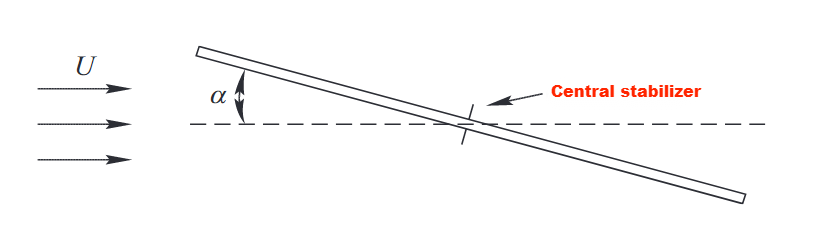 U
α
Central stabilizer